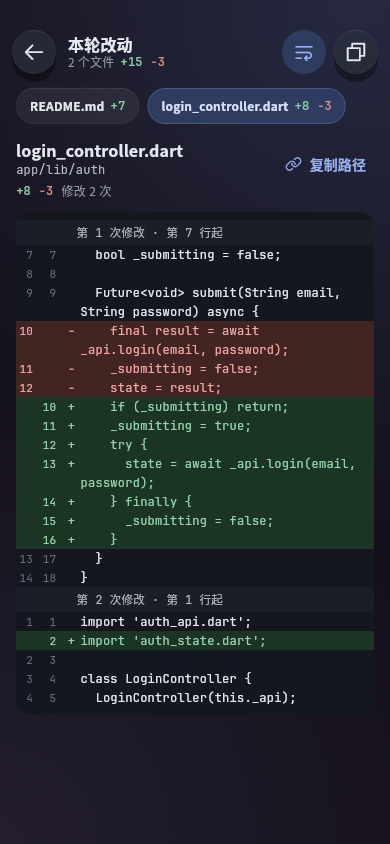 本轮改动
2 个文件 +15 -3
README.md +7
login_controller.dart +8 -3
login_controller.dart
app/lib/auth
复制路径
+8 -3 修改 2 次
第 1 次修改 · 第 7 行起
7 7 bool _submitting = false;
8 8
9 9 Future<void> submit(String email,
String password) async {
10 - final result = await
_api.login(email, password);
11 - _submitting = false;
12 - state = result;
10 + if (_submitting) return;
11 + _submitting = true;
12 + try {
13 + state = await _api.login(email,
password);
14 + } finally {
15 + _submitting = false;
16 + }
13 17 }
14 18 }
第 2 次修改 · 第 1 行起
1 1 import 'auth_api.dart';
2 + import 'auth_state.dart';
2 3
3 4 class LoginController {
4 5 LoginController(this._api);